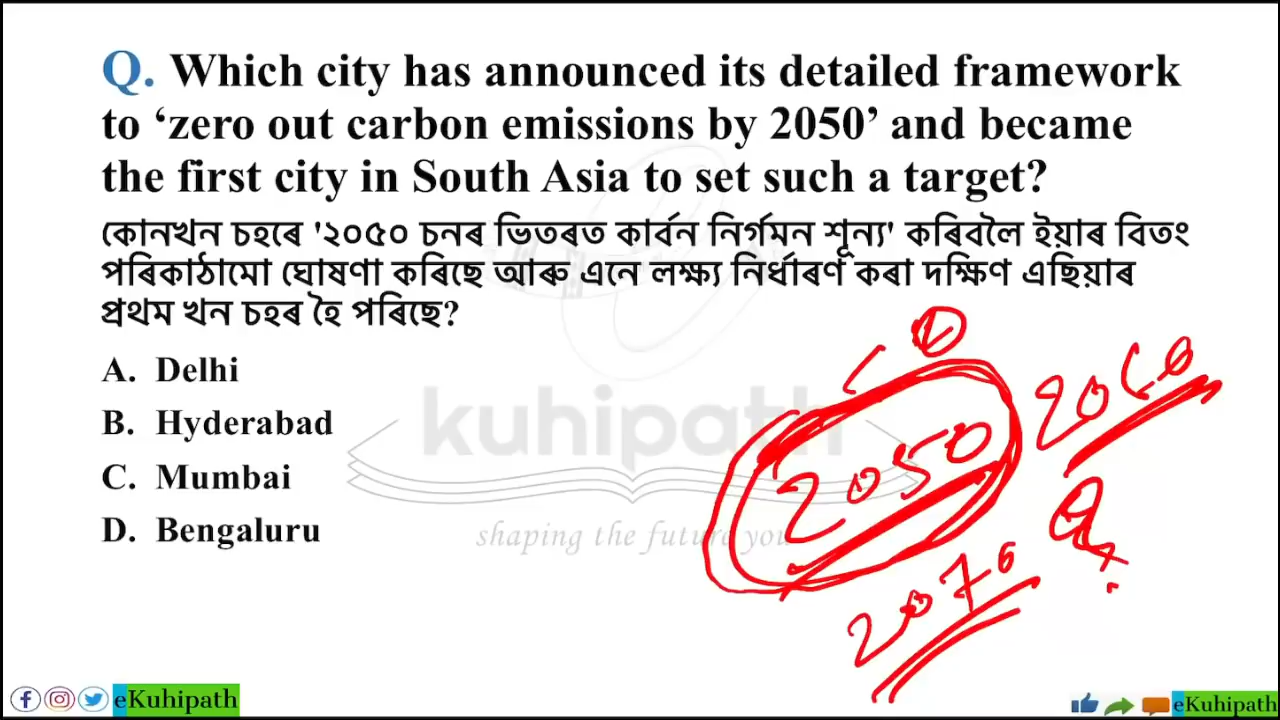 Q. Which city has announced its detailed framework
to ‘zero out carbon emissions by 2050’ and became
the first city in South Asia to set such a target?
কোনখন চহৰে '২০৫০ চনৰ ভিতৰত কাৰ্বন নিৰ্গমন শূন্য' কৰিবলৈ ইয়াৰ বিতং
পৰিকাঠামো ঘোষণা কৰিছে আৰু এনে লক্ষ্য নিৰ্ধাৰণ কৰা দক্ষিণ এছিয়াৰ
প্ৰথম খন চহৰ হৈ পৰিছে?
A. Delhi
B. Hyderabad
C. Mumbai
D. Bengaluru
kuhipath
shaping the future you
2050
2070
eKuhipath
eKuhipath